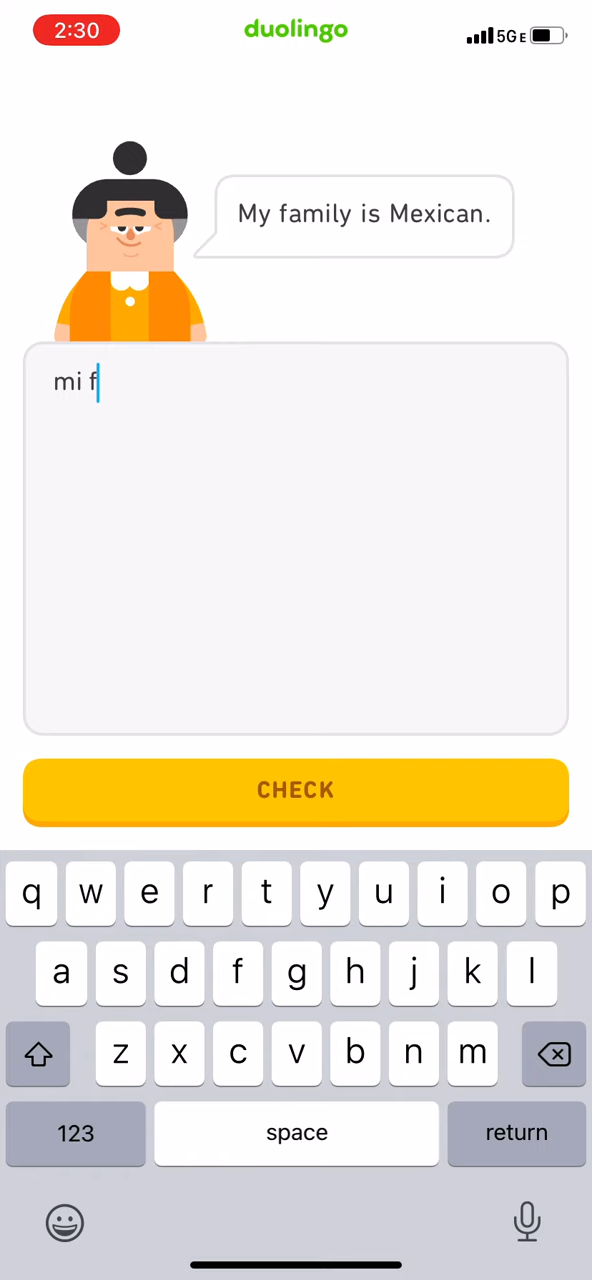 2:30
duolingo
5G E
My family is Mexican.
mi f
CHECK
q w e r t y u i o p
a s d f g h j k l
z x c v b n m
123 space return